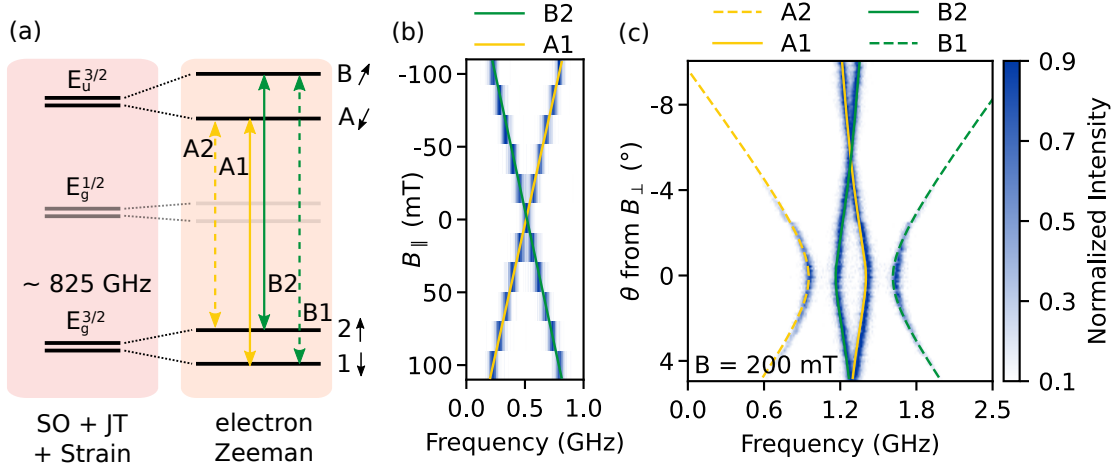 (a)
E_u^{3/2}
B ↗
A ↙
A2
A1
E_g^{1/2}
~ 825 GHz
B2
B1
E_g^{3/2}
2 ↑
1 ↓
SO + JT
+ Strain
electron
Zeeman
(b)
B2
A1
-100
-50
0
50
100
B_∥ (mT)
0.0 0.5 1.0
Frequency (GHz)
(c)
A2 B2
A1 B1
-8
-4
0
4
θ from B_⊥ (°)
B = 200 mT
0.0 0.6 1.2 1.8 2.5
Frequency (GHz)
0.9
0.7
0.5
0.3
0.1
Normalized Intensity